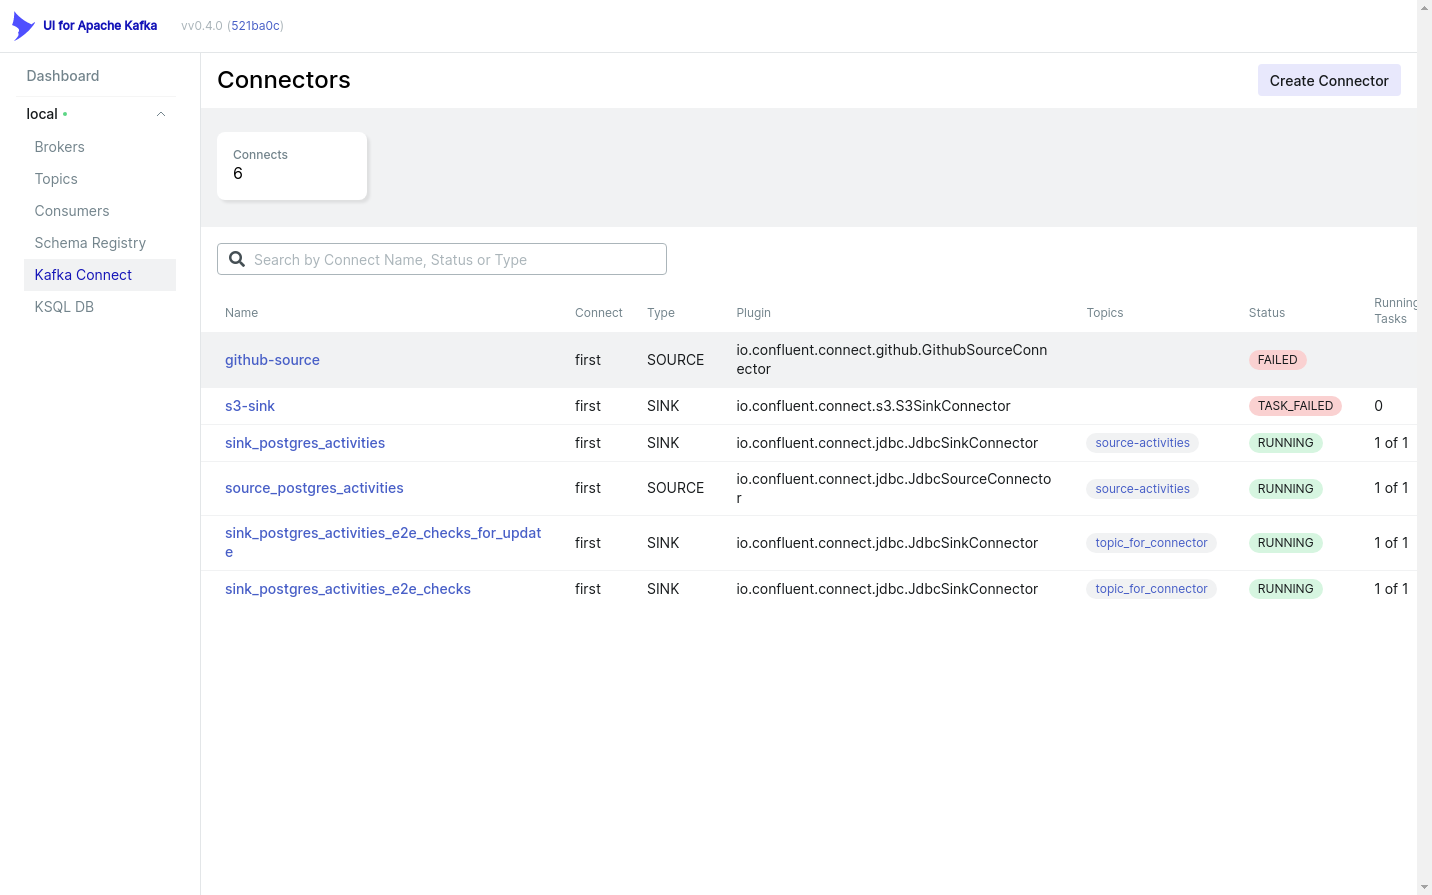 UI for Apache Kafka vv0.4.0 (521ba0c)
Dashboard
local
Brokers
Topics
Consumers
Schema Registry
Kafka Connect
KSQL DB
Connectors
Create Connector
Connects
6
Search by Connect Name, Status or Type
Name Connect Type Plugin Topics Status Running
Tasks
github-source first SOURCE io.confluent.connect.github.GithubSourceConn
ector FAILED
s3-sink first SINK io.confluent.connect.s3.S3SinkConnector TASK_FAILED 0
sink_postgres_activities first SINK io.confluent.connect.jdbc.JdbcSinkConnector source-activities RUNNING 1 of 1
source_postgres_activities first SOURCE io.confluent.connect.jdbc.JdbcSourceConnecto
r source-activities RUNNING 1 of 1
sink_postgres_activities_e2e_checks_for_updat
e first SINK io.confluent.connect.jdbc.JdbcSinkConnector topic_for_connector RUNNING 1 of 1
sink_postgres_activities_e2e_checks first SINK io.confluent.connect.jdbc.JdbcSinkConnector topic_for_connector RUNNING 1 of 1